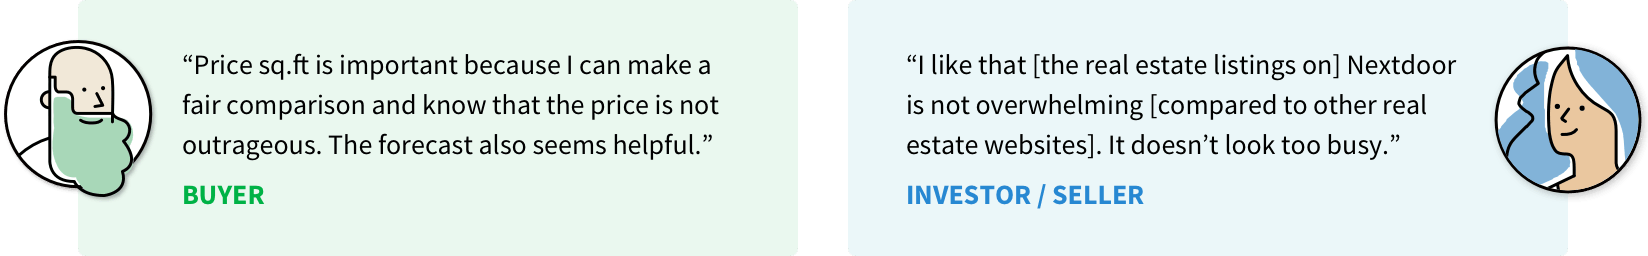 “Price sq.ft is important because I can make a
fair comparison and know that the price is not
outrageous. The forecast also seems helpful.”
BUYER
“I like that [the real estate listings on] Nextdoor
is not overwhelming [compared to other real
estate websites]. It doesn’t look too busy.”
INVESTOR / SELLER